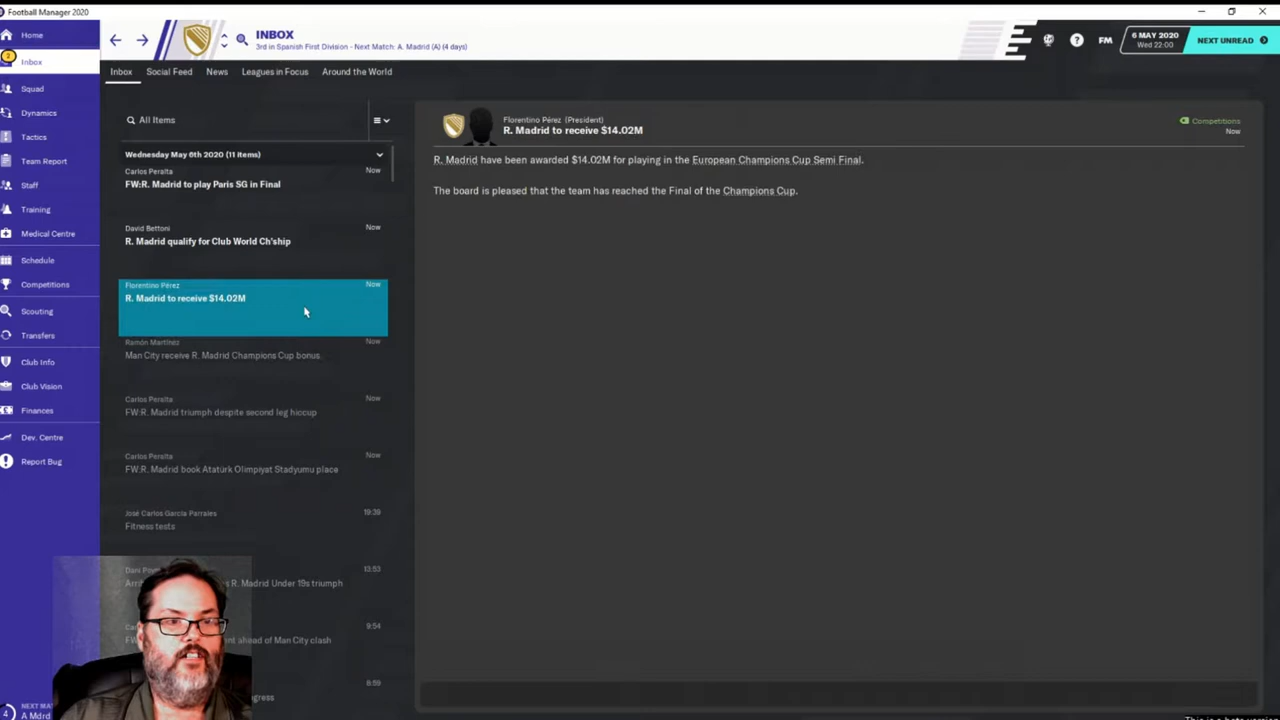 Football Manager 2020
Home
2
Inbox
Squad
Dynamics
Tactics
Team Report
Staff
Training
Medical Centre
Schedule
Competitions
Scouting
Transfers
Club Info
Club Vision
Finances
Dev. Centre
Report Bug
4
NEXT MA
A Mdrd
INBOX
3rd in Spanish First Division - Next Match: A. Madrid (A) (4 days)
FM
6 MAY 2020
Wed 22:00
NEXT UNREAD
Inbox
Social Feed
News
Leagues in Focus
Around the World
All Items
Wednesday May 6th 2020 (11 items)
Carlos Peralta
Now
FW:R. Madrid to play Paris SG in Final
David Bettoni
Now
R. Madrid qualify for Club World Ch'ship
Florentino Pérez
Now
R. Madrid to receive $14.02M
Ramón Martínez
Now
Man City receive R. Madrid Champions Cup bonus
Carlos Peralta
Now
FW:R. Madrid triumph despite second leg hiccup
Carlos Peralta
Now
FW:R. Madrid book Atatürk Olimpiyat Stadyumu place
José Carlos García Parrales
19:39
Fitness tests
Dani
13:53
R. Madrid Under 19s triumph
9:54
FW
ahead of Man City clash
8:59
Florentino Pérez (President)
R. Madrid to receive $14.02M
Competitions
Now
R. Madrid have been awarded $14.02M for playing in the European Champions Cup Semi Final.
The board is pleased that the team has reached the Final of the Champions Cup.